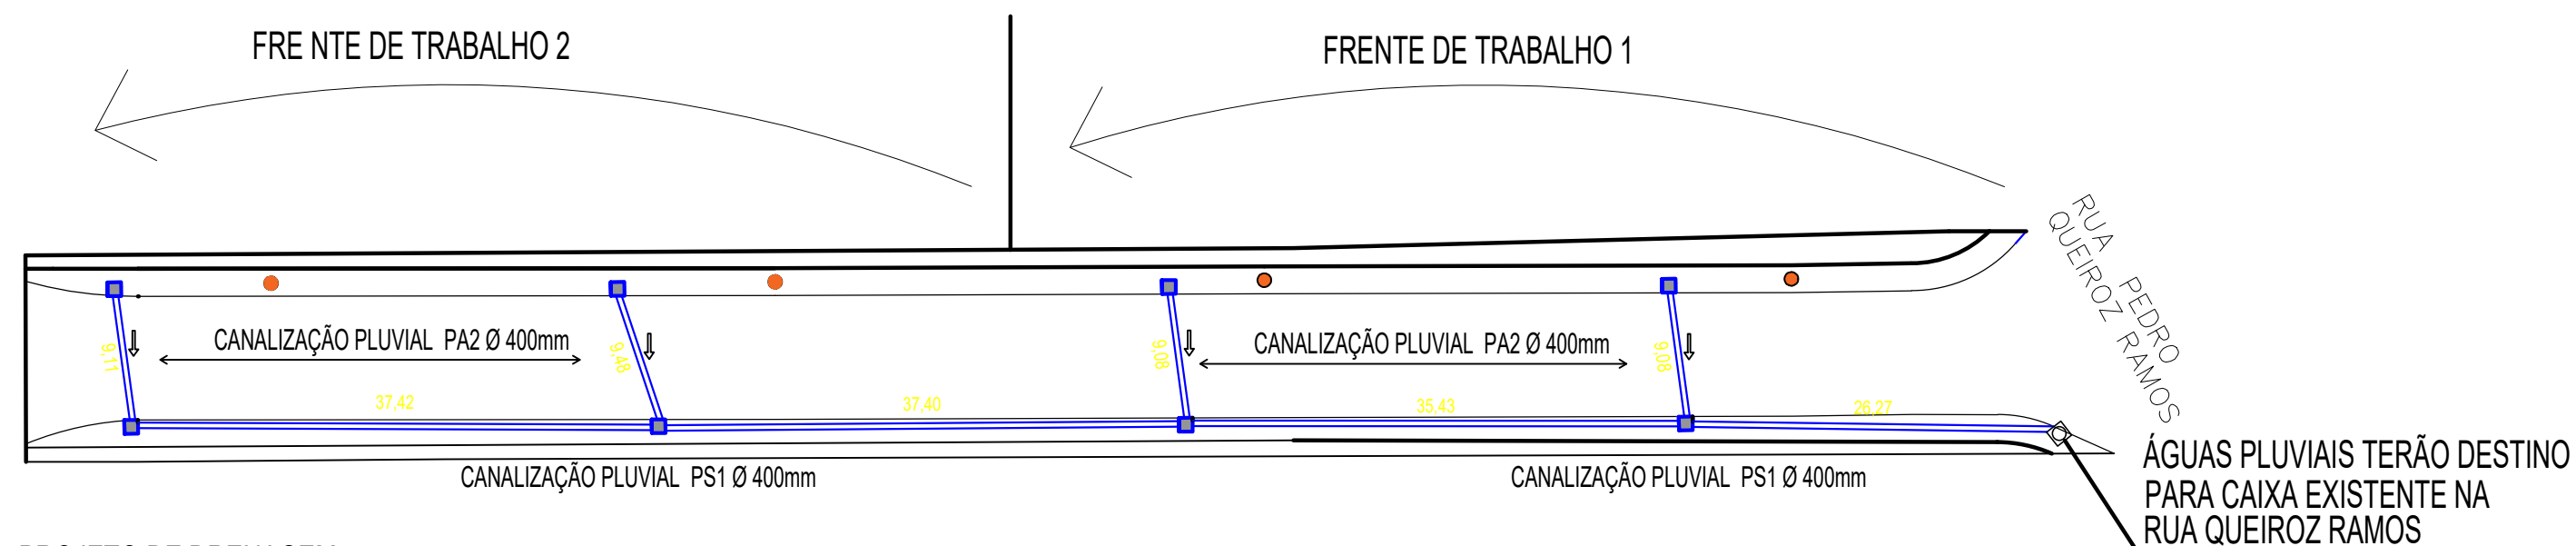 FRE NTE DE TRABALHO 2
FRENTE DE TRABALHO 1
RUA PEDRO
QUEIROZ RAMOS
CANALIZAÇÃO PLUVIAL PA2 Ø 400mm
CANALIZAÇÃO PLUVIAL PA2 Ø 400mm
9,11
9,48
9,08
9,08
37,42
37,40
35,43
26,27
CANALIZAÇÃO PLUVIAL PS1 Ø 400mm
CANALIZAÇÃO PLUVIAL PS1 Ø 400mm
ÁGUAS PLUVIAIS TERÃO DESTINO
PARA CAIXA EXISTENTE NA
RUA QUEIROZ RAMOS